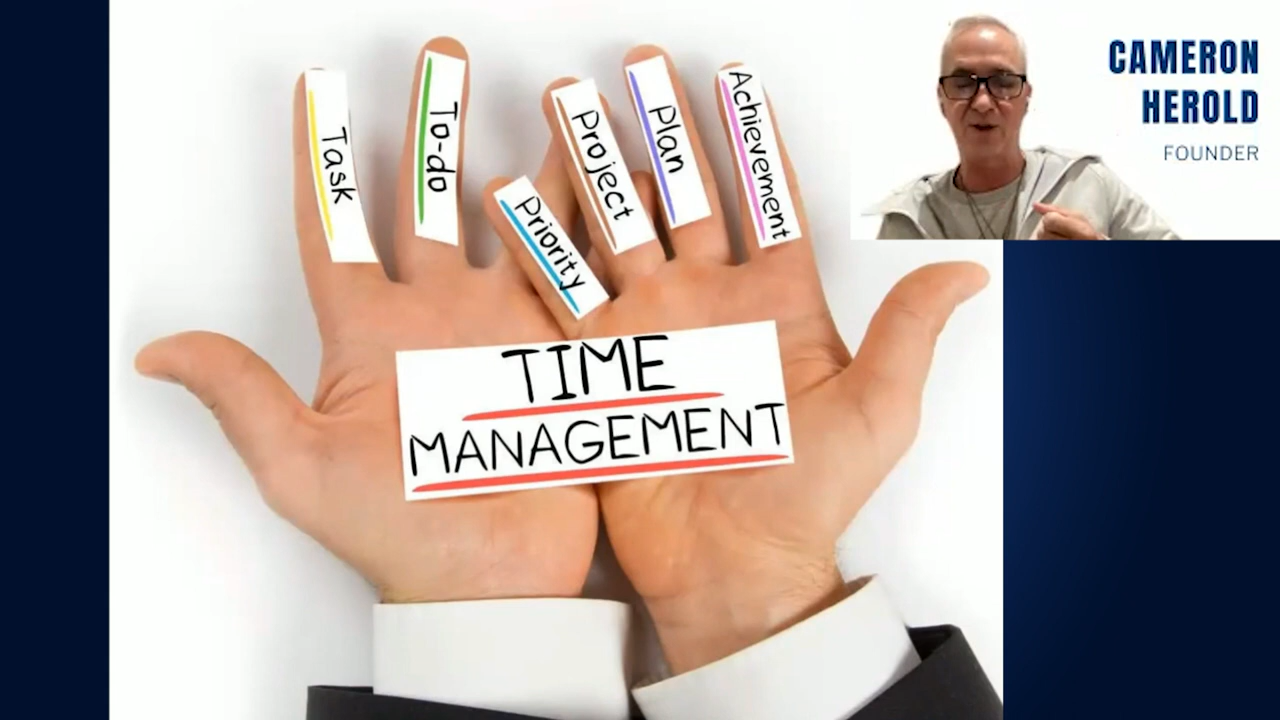 Task
To-do
Priority
Project
Plan
Achievement
TIME
MANAGEMENT
CAMERON
HEROLD
FOUNDER